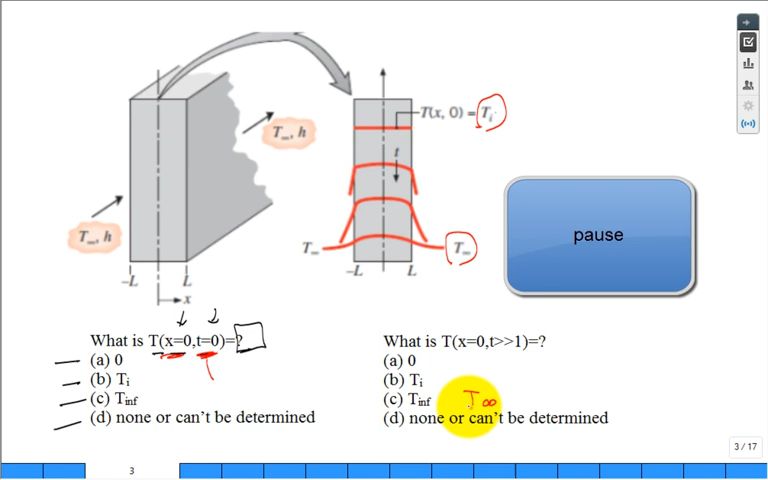 T(x, 0) = Tᵢ
T∞, h
t
T∞, h
T∞
T∞
pause
-L
L
-L
L
x
What is T(x=0,t=0)=?
(a) 0
(b) Ti
(c) Tinf
(d) none or can't be determined
What is T(x=0,t>>1)=?
(a) 0
(b) Ti
(c) Tinf
T∞
(d) none or can't be determined
3 / 17
3